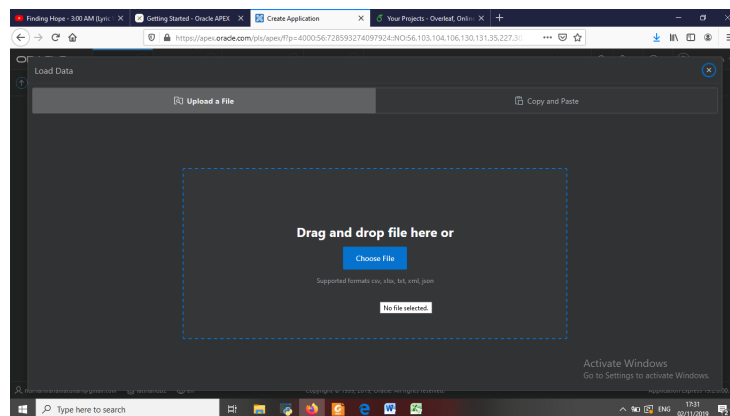 Finding Hope - 3:00 AM (Lyric
Getting Started - Oracle APEX
Create Application
Your Projects - Overleaf, Onlin
https://apex.oracle.com/pls/apex/f?p=4000:56:728593274097924::NO:56,103,104,106,130,131,35,227,3
Load Data
Upload a File
Copy and Paste
Drag and drop file here or
Choose File
Supported formats csv, xlsx, txt, xml, json
No file selected.
Activate Windows
Go to Settings to activate Windows.
Type here to search
ENG
17:31
02/11/2019